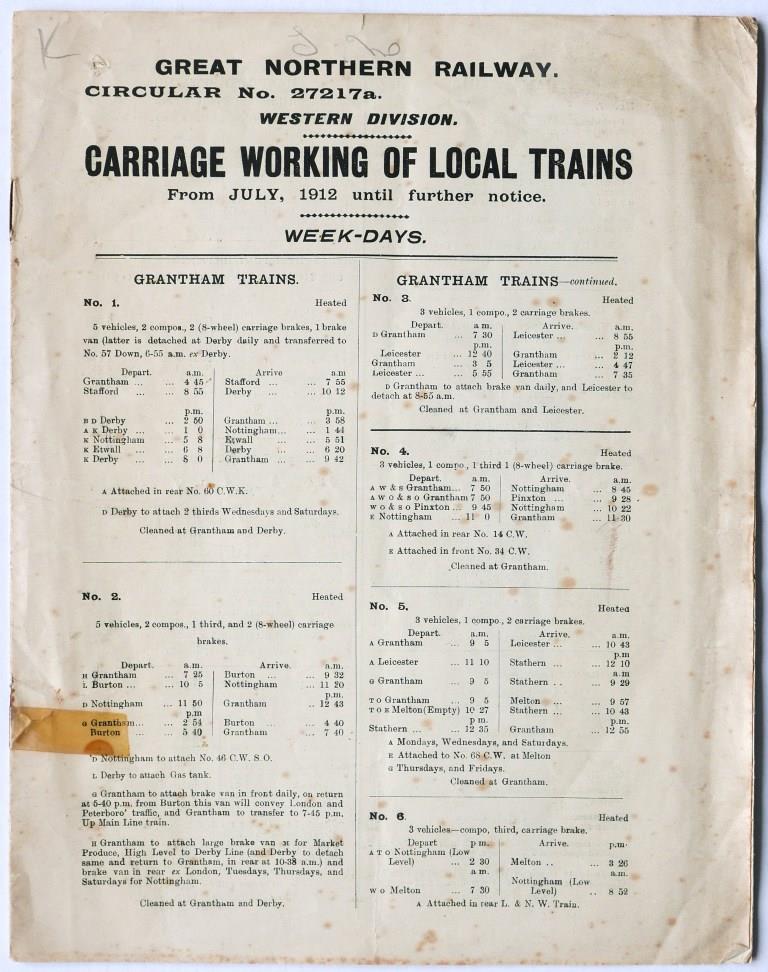 GREAT NORTHERN RAILWAY.
CIRCULAR No. 27217a.
WESTERN DIVISION.
CARRIAGE WORKING OF LOCAL TRAINS
From JULY, 1912 until further notice.
WEEK-DAYS.
GRANTHAM TRAINS.
No. 1. Heated
5 vehicles, 2 compos., 2 (8-wheel) carriage brakes, 1 brake
van (latter is detached at Derby daily and transferred to
No. 57 Down, 6-55 a.m. ex Derby.
Depart. a.m. Arrive a.m
Grantham ... ... 4 45 Stafford ... ... 7 55
Stafford ... ... 8 55 Derby ... ... 10 12
p.m. p.m.
B D Derby ... 2 50 Grantham ... ... 3 58
A K Derby ... 1 0 Nottingham... ... 1 44
K Nottingham ... 5 8 Etwall ... ... 5 51
K Etwall ... 6 8 Derby ... ... 6 20
K Derby ... 8 0 Grantham ... ... 9 42
A Attached in rear No. 60 C.W.K.
D Derby to attach 2 thirds Wednesdays and Saturdays.
Cleaned at Grantham and Derby.
No. 2. Heated
5 vehicles, 2 compos., 1 third, and 2 (8-wheel) carriage
brakes.
Depart. a.m. Arrive. a.m.
H Grantham ... 7 25 Burton ... ... 9 32
L Burton ... ... 10 5 Nottingham ... 11 20
p.m.
D Nottingham ... 11 50 Grantham ... 12 43
p.m
G Grantham... ... 2 54 Burton ... ... 4 40
Burton ... 5 40 Grantham ... ... 7 40
D Nottingham to attach No. 46 C.W. S.O.
L Derby to attach Gas tank.
G Grantham to attach brake van in front daily, on return
at 5-40 p.m. from Burton this van will convey London and
Peterboro' traffic, and Grantham to transfer to 7-45 p.m.
Up Main Line train.
H Grantham to attach large brake van for Market
Produce, High Level to Derby Line (and Derby to detach
same and return to Grantham, in rear at 10-38 a.m.) and
brake van in rear ex London, Tuesdays, Thursdays, and
Saturdays for Nottingham.
Cleaned at Grantham and Derby.
GRANTHAM TRAINS—continued.
No. 3. Heated
3 vehicles, 1 compo., 2 carriage brakes.
Depart. a m. Arrive. a.m.
D Grantham ... 7 30 Leicester ... ... 8 55
p.m. p.m.
Leicester ... 12 40 Grantham ... 2 12
Grantham ... 3 5 Leicester ... ... 4 47
Leicester ... ... 5 55 Grantham ... 7 35
D Grantham to attach brake van daily, and Leicester to
detach at 8-55 a.m.
Cleaned at Grantham and Leicester.
No. 4. Heated
3 vehicles, 1 compo., 1 third 1 (8-wheel) carriage brake.
Depart. a.m. Arrive. a.m.
A W & S Grantham... 7 50 Nottingham ... 8 45
A W O & S O Grantham 7 50 Pinxton ... ... 9 28
W O & S O Pinxton ... 9 45 Nottingham ... 10 22
E Nottingham ... 11 0 Grantham ... 11 30
A Attached in rear No. 14 C.W.
E Attached in front No. 34 C.W.
Cleaned at Grantham.
No. 5. Heated
3 vehicles, 1 compo., 2 carriage brakes.
Depart. a.m. Arrive. a.m.
A Grantham ... 9 5 Leicester ... ... 10 43
p.m
A Leicester ... 11 10 Stathern ... ... 12 10
a.m
G Grantham ... 9 5 Stathern . . ... 9 29
T O Grantham ... 9 5 Melton ... ... 9 57
T O E Melton(Empty) 10 27 Stathern ... ... 10 43
p m. p.m.
Stathern ... ... 12 35 Grantham ... 12 55
A Mondays, Wednesdays, and Saturdays.
E Attached to No. 68 C.W. at Melton
G Thursdays, and Fridays.
Cleaned at Grantham.
No. 6. Heated
3 vehicles—compo, third, carriage brake.
Depart p m. Arrive. p.m.
A T O Nottingham (Low
Level) ... 2 30 Melton . . ... 3 26
a.m. a.m.
Nottingham (Low
W O Melton ... 7 30 Level) . . 8 52
A Attached in rear L. & N. W. Train.